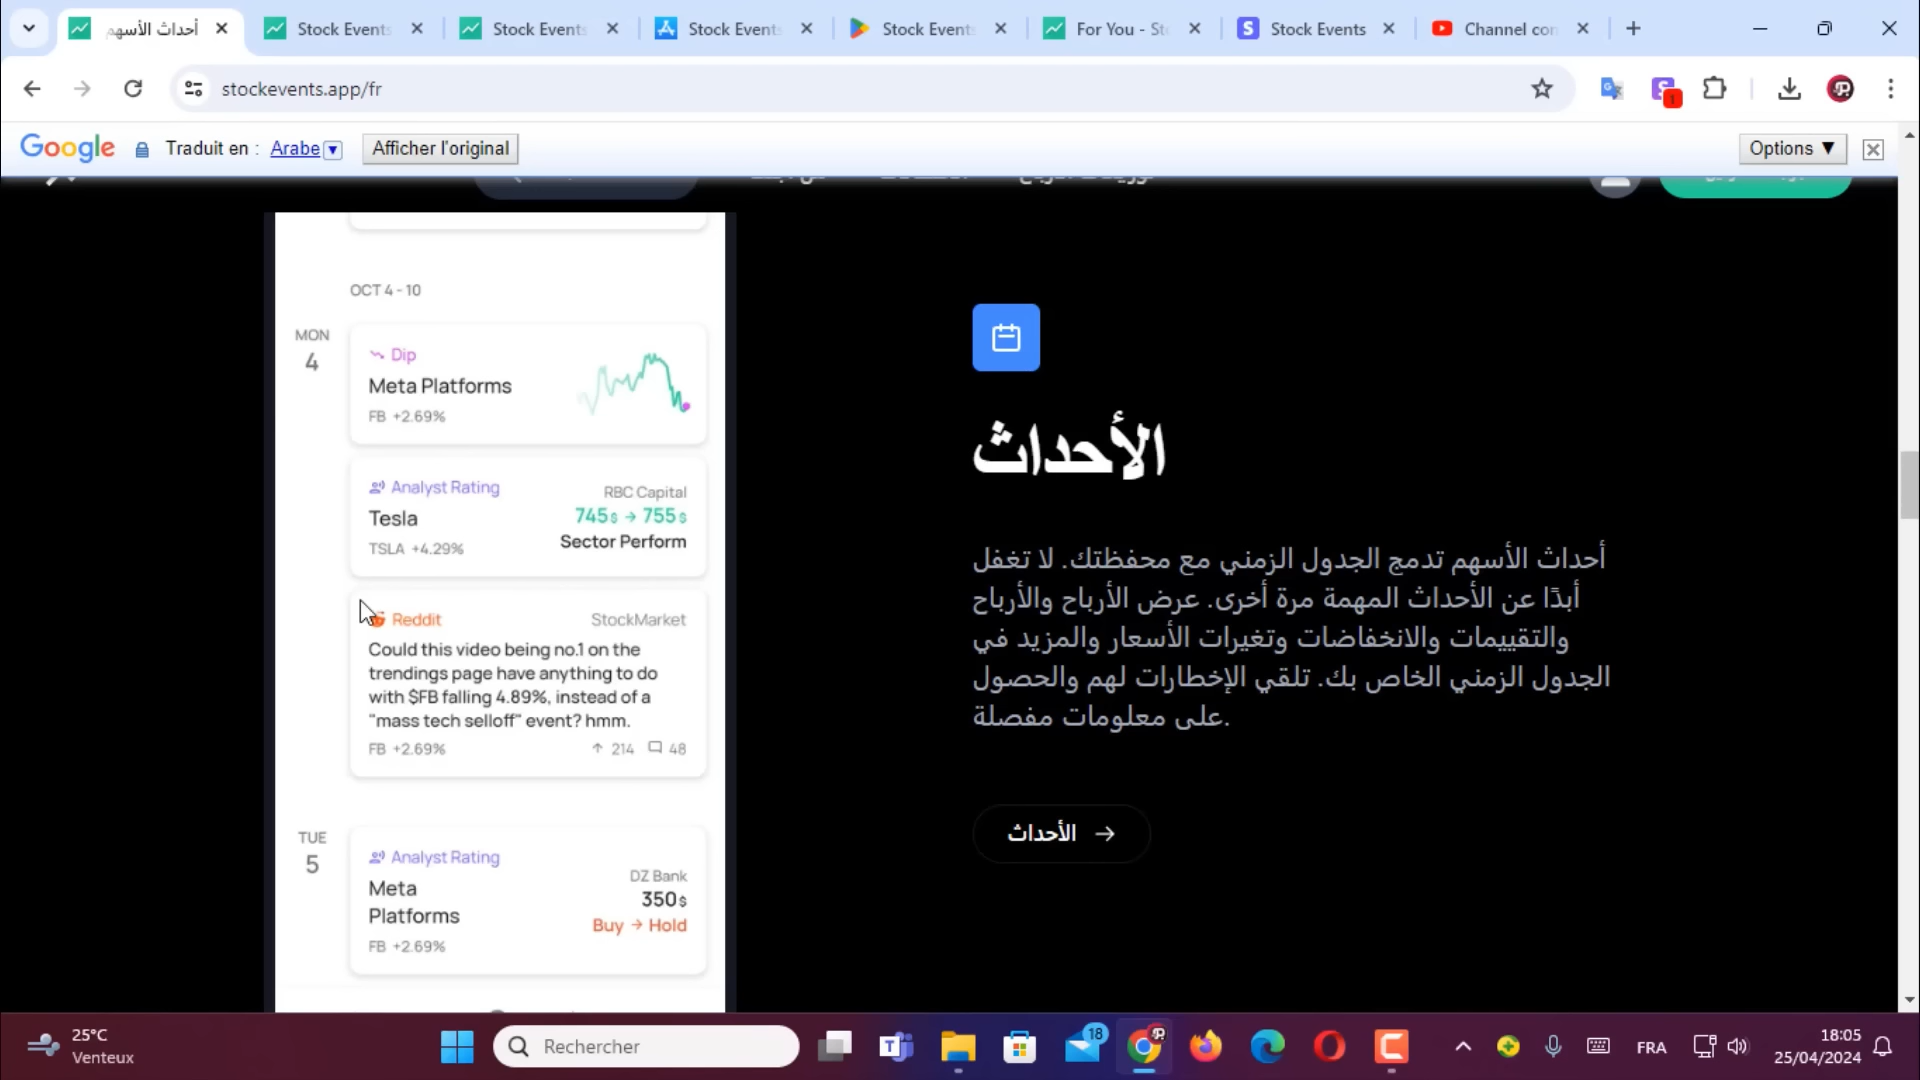 أحداث الأسهم
Stock Events
Stock Events
Stock Events
Stock Events
For You - St
Stock Events
Channel con
stockevents.app/fr
1
Google
Traduit en :
Arabe
Afficher l'original
Options ▼
OCT 4 - 10
MON
4
Dip
Meta Platforms
FB +2.69%
Analyst Rating
RBC Capital
Tesla
745$ → 755$
TSLA +4.29%
Sector Perform
Reddit
StockMarket
Could this video being no.1 on the
trendings page have anything to do
with $FB falling 4.89%, instead of a
"mass tech selloff" event? hmm.
FB +2.69%
214
48
TUE
5
Analyst Rating
DZ Bank
Meta
Platforms
350$
Buy → Hold
FB +2.69%
الأحداث
أحداث الأسهم تدمج الجدول الزمني مع محفظتك. لا تغفل
أبدًا عن الأحداث المهمة مرة أخرى. عرض الأرباح والأرباح
والتقييمات والانخفاضات وتغيرات الأسعار والمزيد في
الجدول الزمني الخاص بك. تلقي الإخطارات لهم والحصول
على معلومات مفصلة.
الأحداث →
25°C
Venteux
Rechercher
18
FRA
18:05
25/04/2024